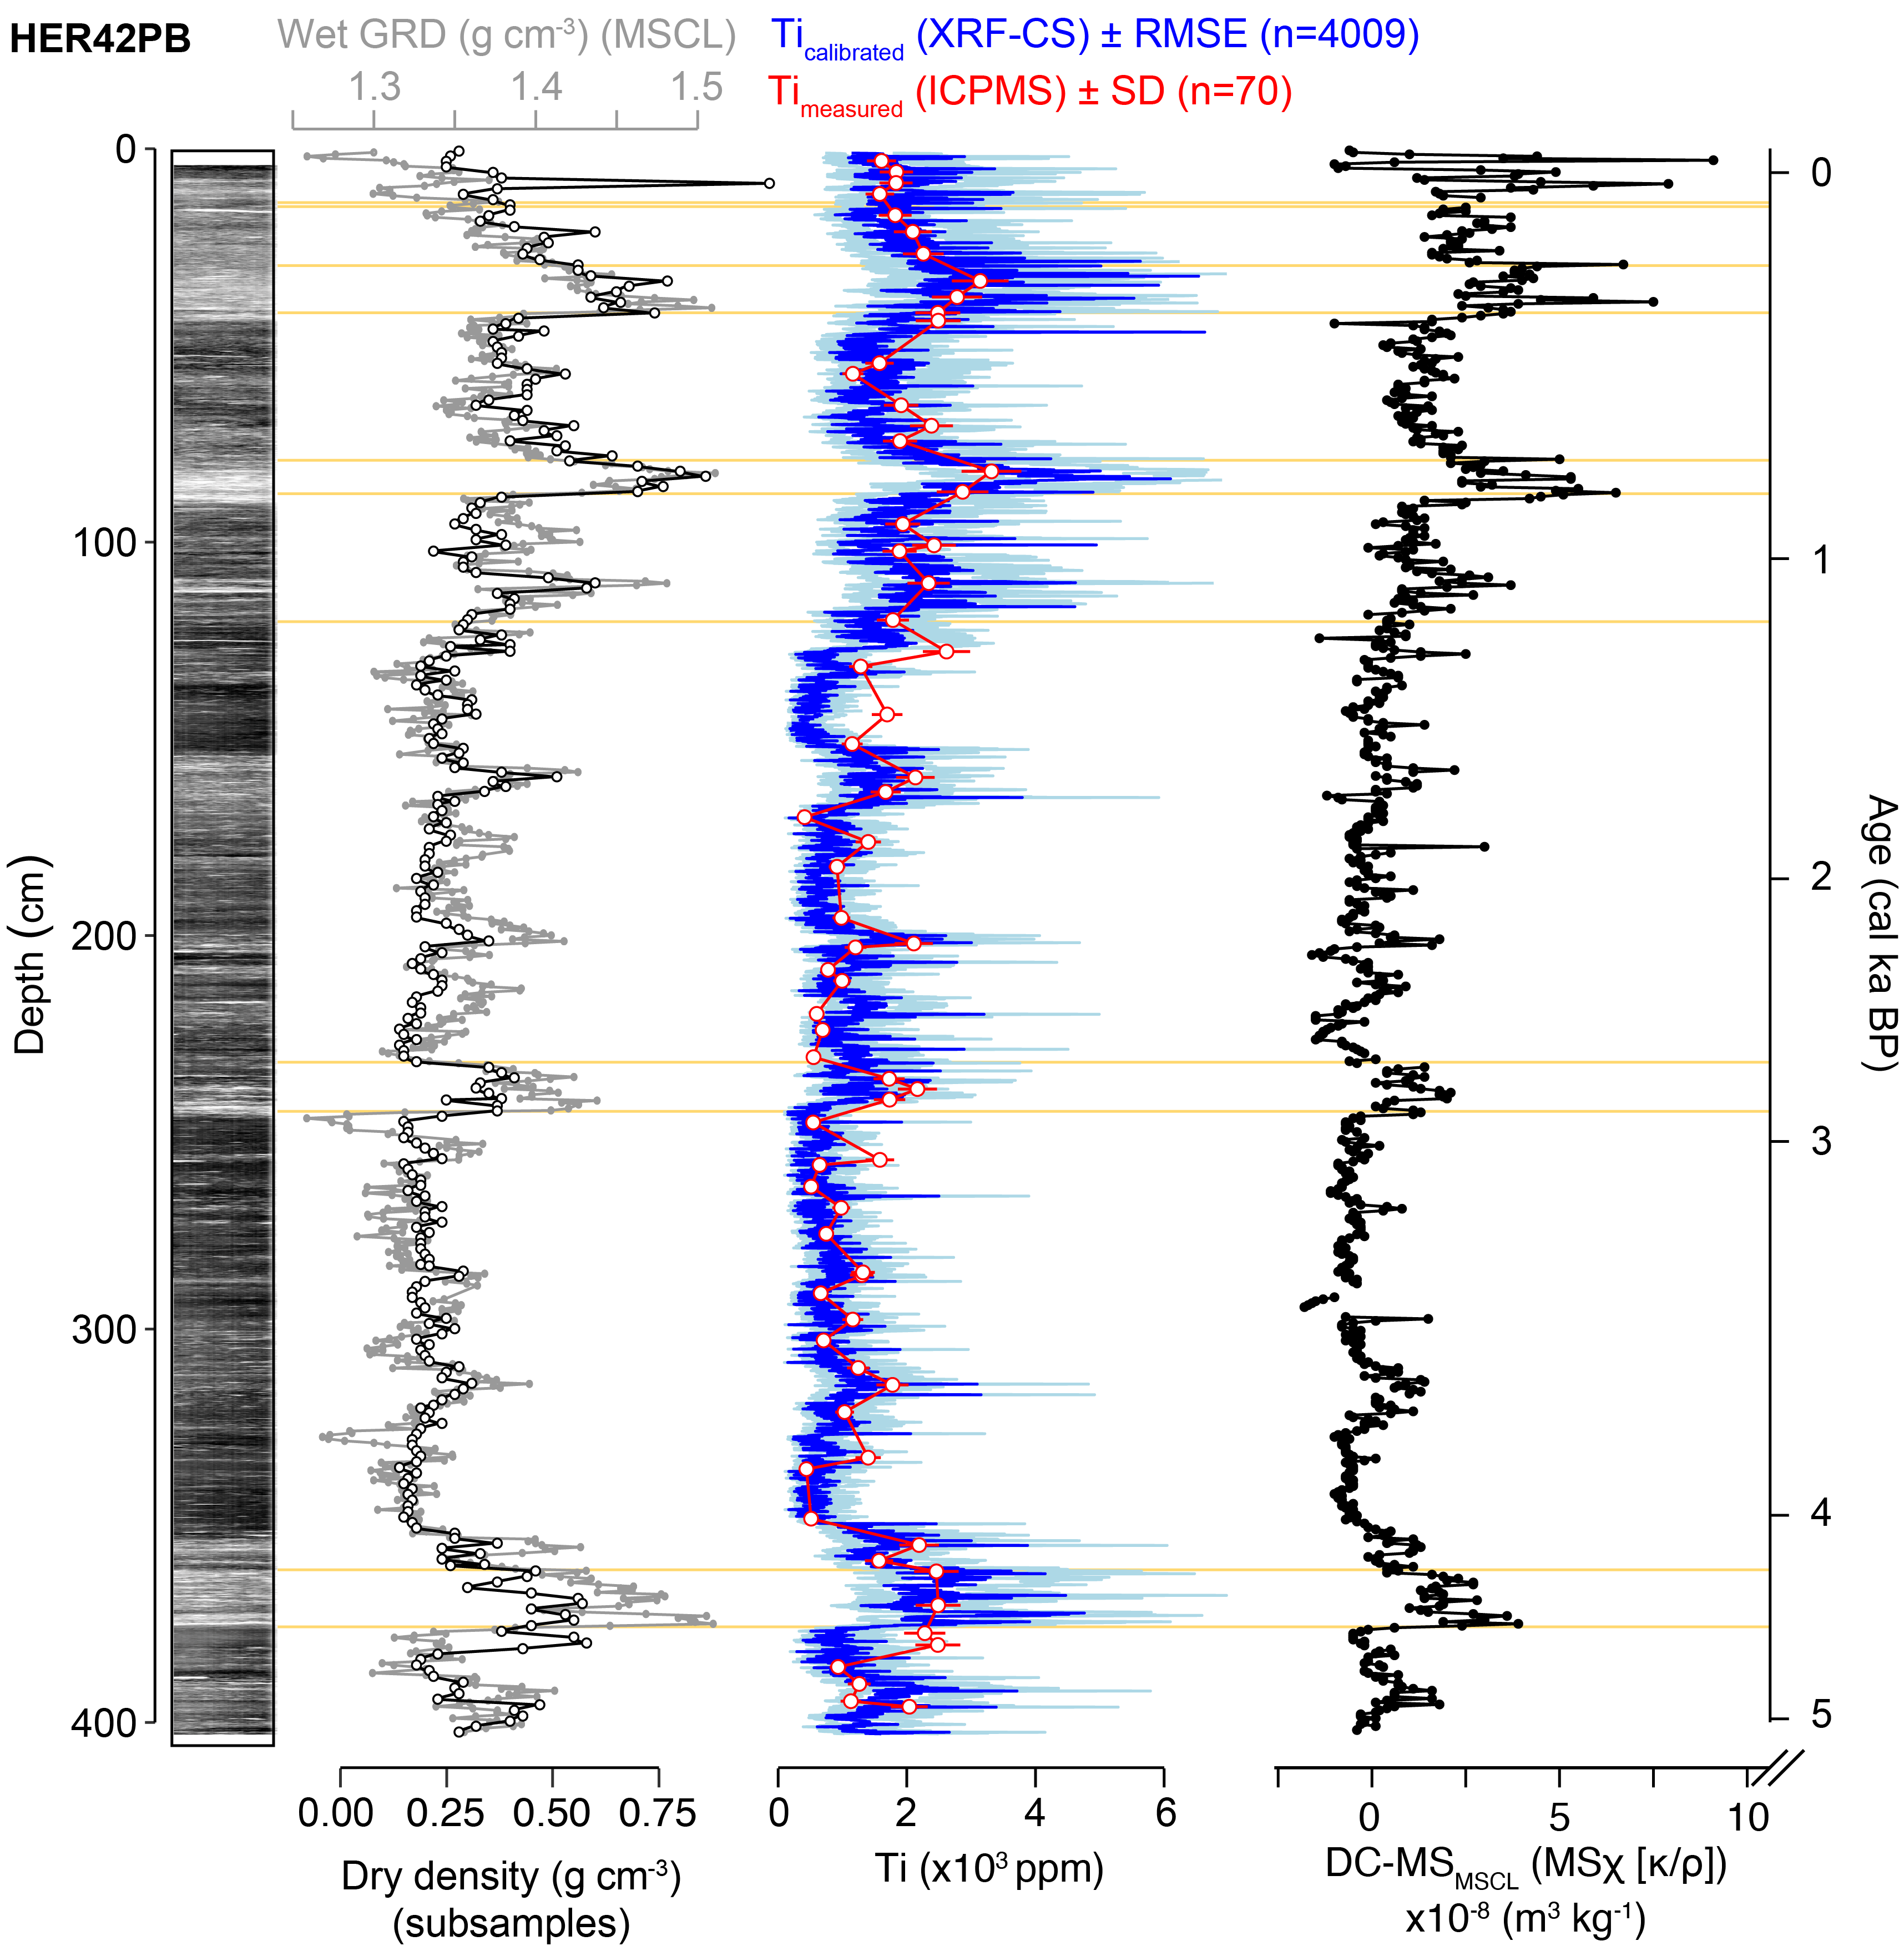 HER42PB
Wet GRD (g cm-3) (MSCL)
1.3 1.4 1.5
Ticalibrated (XRF-CS) ± RMSE (n=4009)
Timeasured (ICPMS) ± SD (n=70)
Depth (cm)
0
100
200
300
400
Age (cal ka BP)
0
1
2
3
4
5
0.00 0.25 0.50 0.75
Dry density (g cm-3)
(subsamples)
0 2 4 6
Ti (x103 ppm)
0 5 10
DC-MSMSCL (MSχ [κ/ρ])
x10-8 (m3 kg-1)